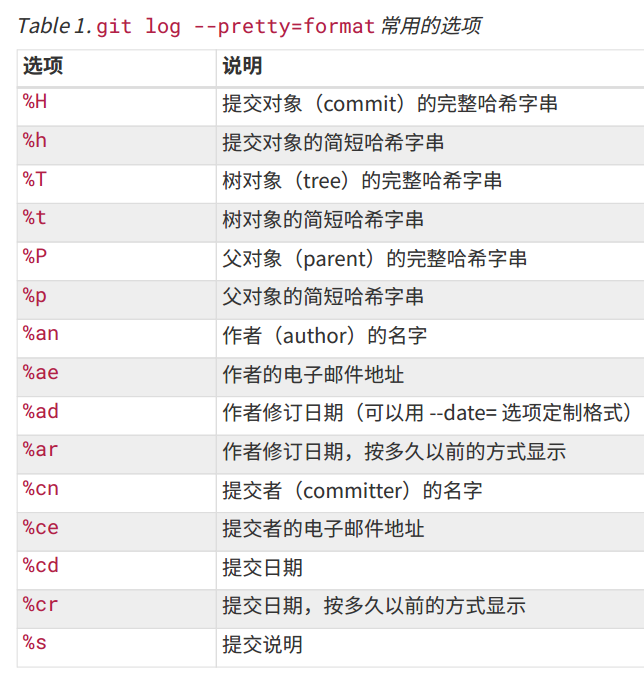 Table 1. git log --pretty=format 常用的选项
选项 说明
%H 提交对象（commit）的完整哈希字串
%h 提交对象的简短哈希字串
%T 树对象（tree）的完整哈希字串
%t 树对象的简短哈希字串
%P 父对象（parent）的完整哈希字串
%p 父对象的简短哈希字串
%an 作者（author）的名字
%ae 作者的电子邮件地址
%ad 作者修订日期（可以用 --date= 选项定制格式）
%ar 作者修订日期，按多久以前的方式显示
%cn 提交者（committer）的名字
%ce 提交者的电子邮件地址
%cd 提交日期
%cr 提交日期，按多久以前的方式显示
%s 提交说明